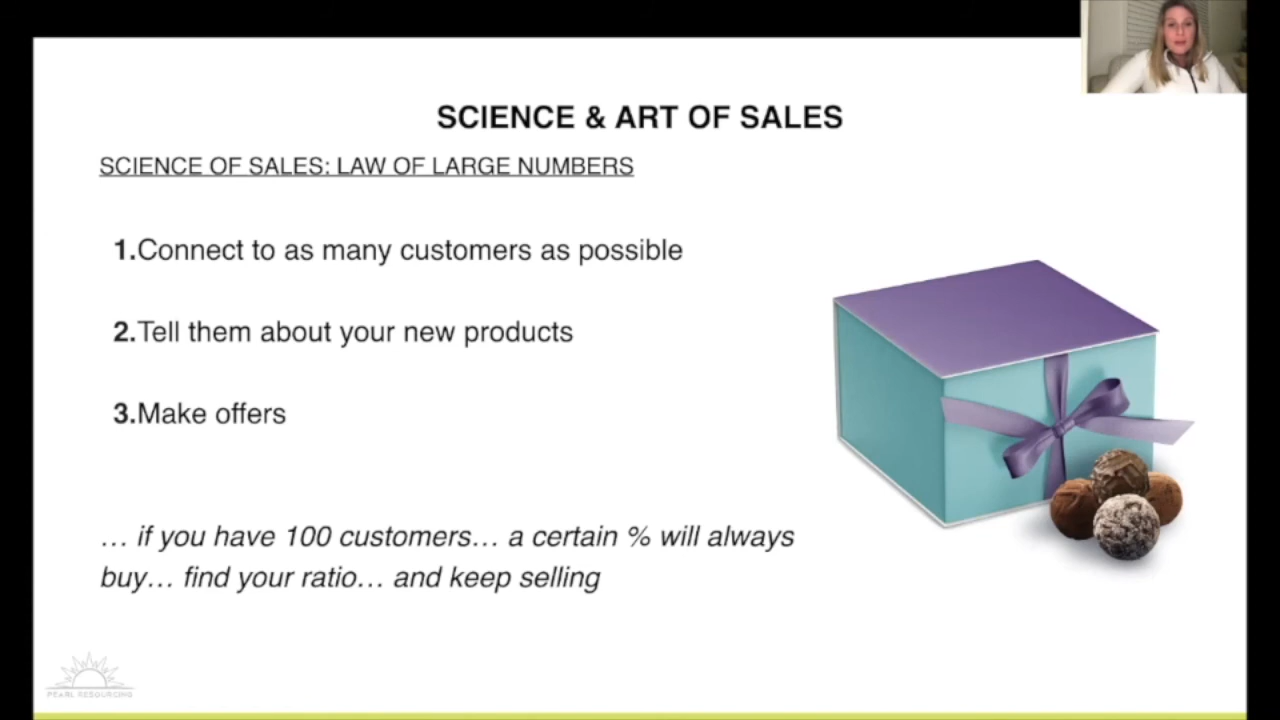 SCIENCE & ART OF SALES
SCIENCE OF SALES: LAW OF LARGE NUMBERS
1.Connect to as many customers as possible
2.Tell them about your new products
3.Make offers
… if you have 100 customers… a certain % will always
buy… find your ratio… and keep selling
PEARL RESOURCING